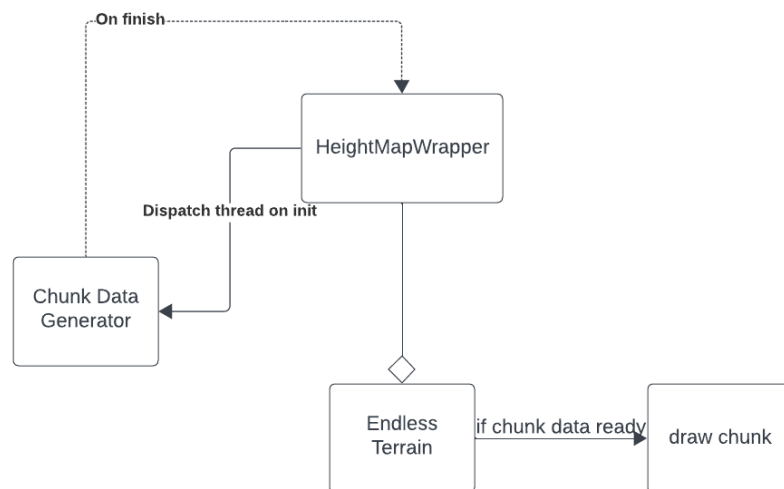 On finish
HeightMapWrapper
Dispatch thread on init
Chunk Data
Generator
Endless
Terrain
if chunk data ready
draw chunk